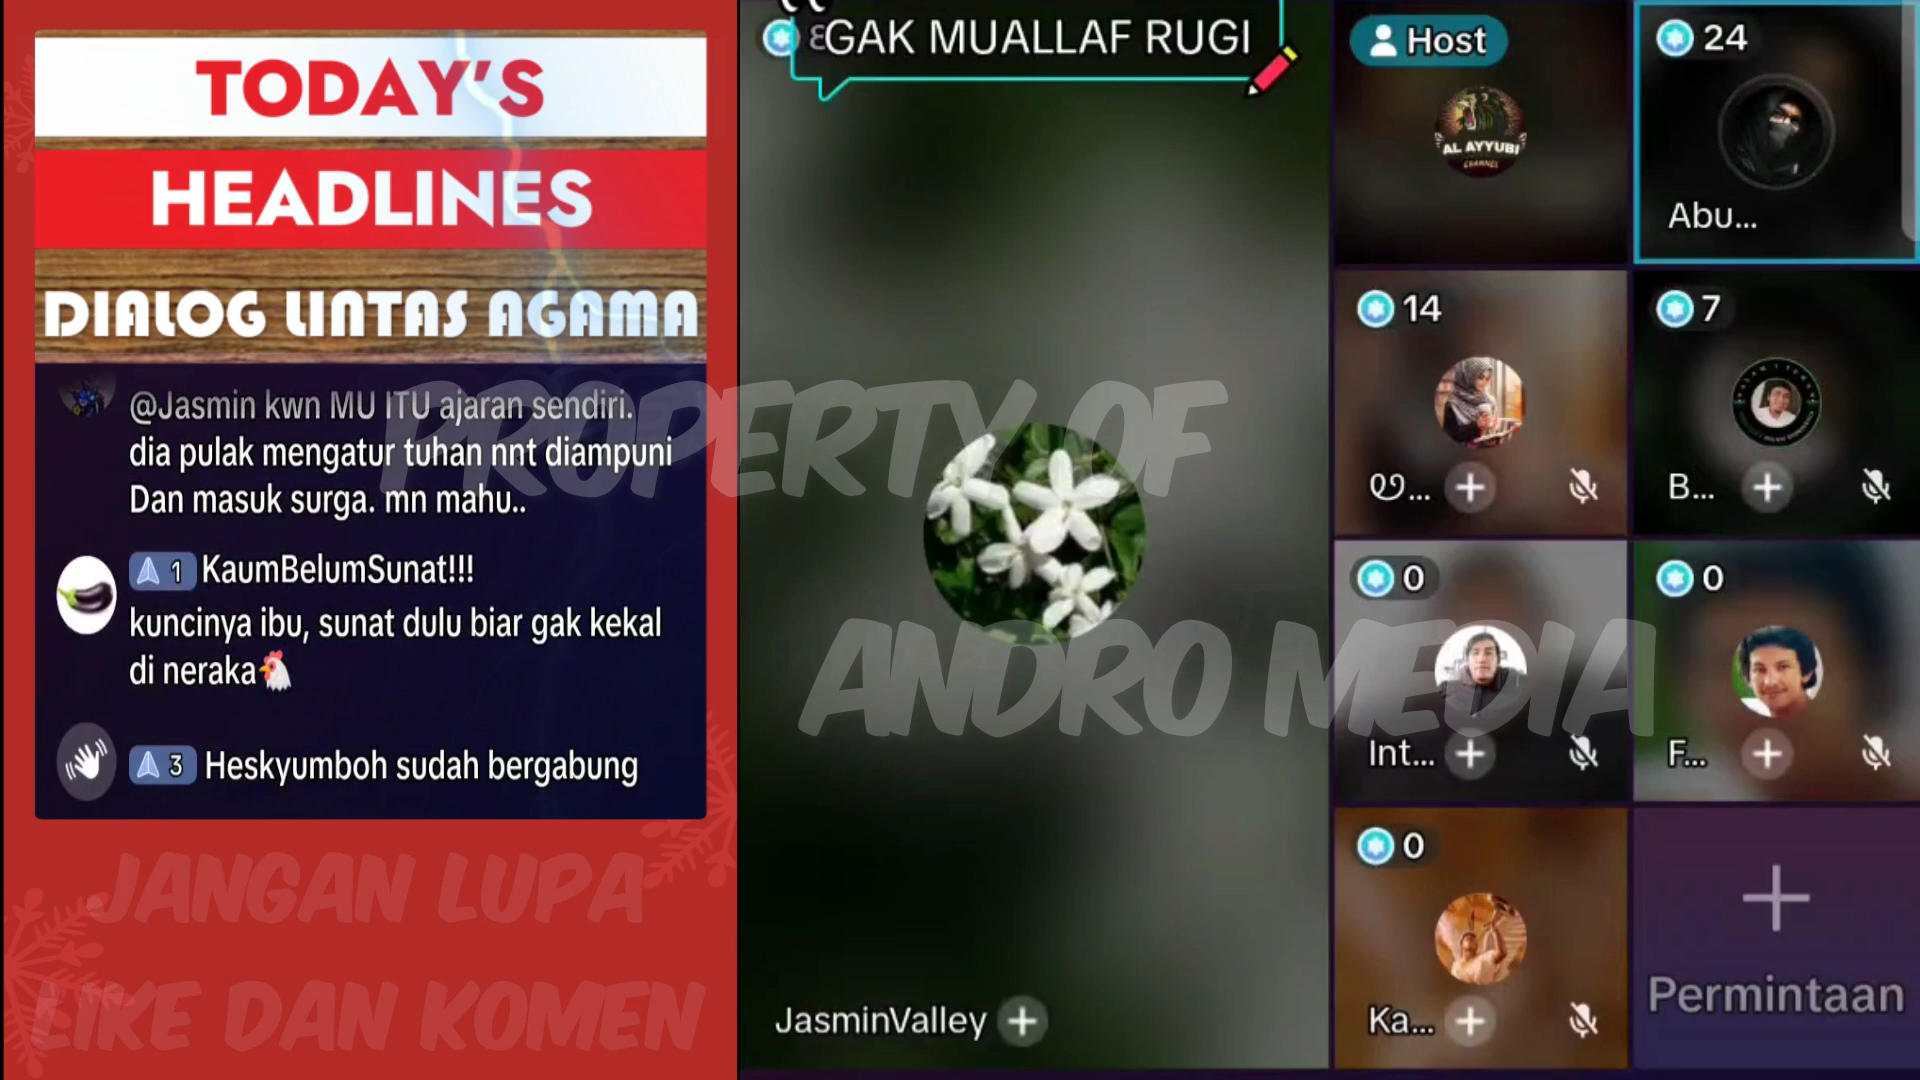 TODAY'S
HEADLINES
DIALOG LINTAS AGAMA
@Jasmin kwn MU ITU ajaran sendiri.
dia pulak mengatur tuhan nnt diampuni
Dan masuk surga. mn mahu..
1 KaumBelumSunat!!!
kuncinya ibu, sunat dulu biar gak kekal
di neraka🐔
3 Heskyumboh sudah bergabung
JANGAN LUPA
LIKE DAN KOMEN
GAK MUALLAF RUGI
PROPERTY OF
ANDRO MEDIA
JasminValley
Host
AL AYYUBI
CHANNEL
24
Abu...
14
7
B...
0
Int...
0
F...
0
Ka...
Permintaan